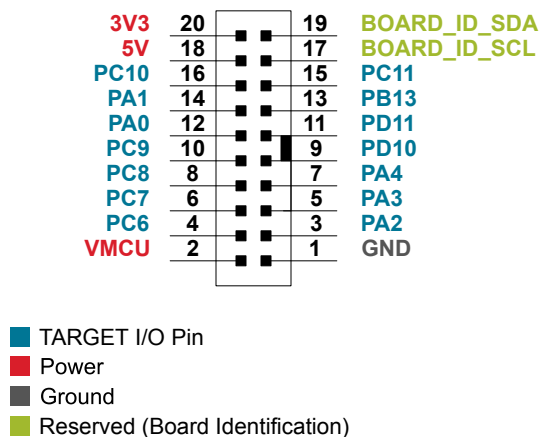 3V3 20 19 BOARD_ID_SDA
5V 18 17 BOARD_ID_SCL
PC10 16 15 PC11
PA1 14 13 PB13
PA0 12 11 PD11
PC9 10 9 PD10
PC8 8 7 PA4
PC7 6 5 PA3
PC6 4 3 PA2
VMCU 2 1 GND
TARGET I/O Pin
Power
Ground
Reserved (Board Identification)